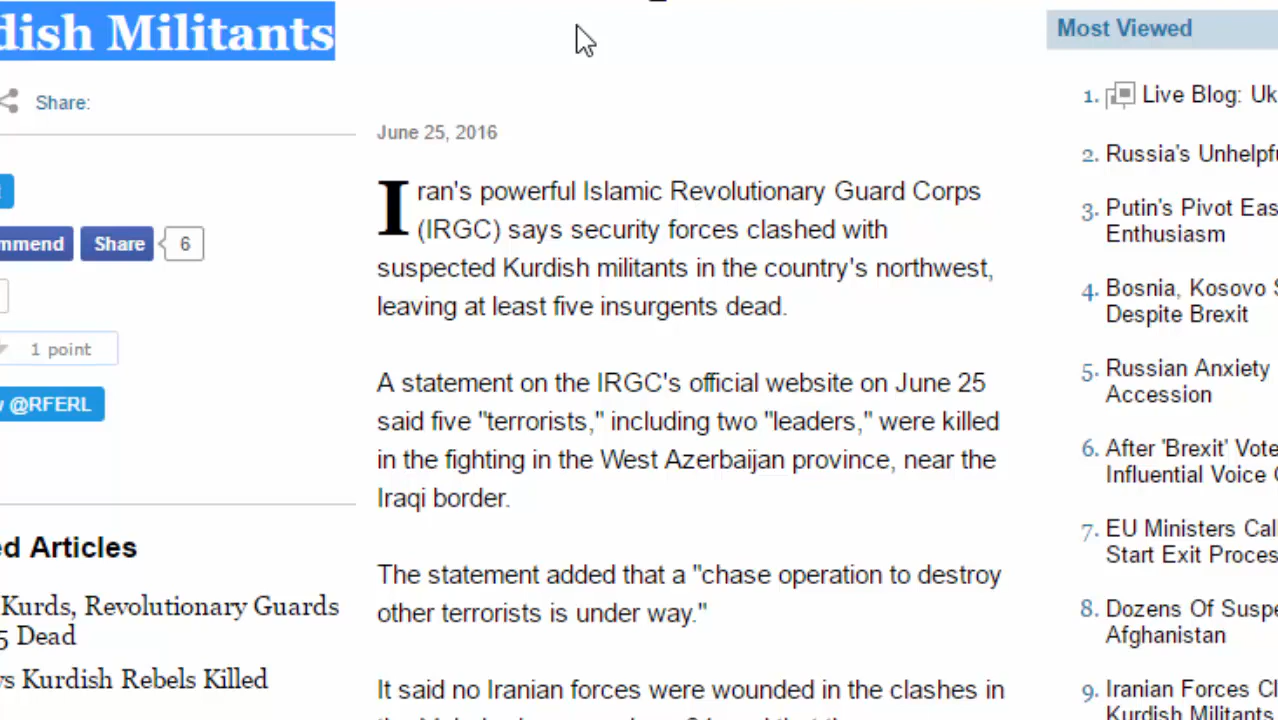 dish Militants
Share:
mmend Share 6
1 point
@RFERL
ed Articles
Kurds, Revolutionary Guards
5 Dead
Kurdish Rebels Killed
June 25, 2016
Iran's powerful Islamic Revolutionary Guard Corps
(IRGC) says security forces clashed with
suspected Kurdish militants in the country's northwest,
leaving at least five insurgents dead.
A statement on the IRGC's official website on June 25
said five "terrorists," including two "leaders," were killed
in the fighting in the West Azerbaijan province, near the
Iraqi border.
The statement added that a "chase operation to destroy
other terrorists is under way."
It said no Iranian forces were wounded in the clashes in
Most Viewed
1. Live Blog: Uk
2. Russia's Unhelpfu
3. Putin's Pivot Eas
Enthusiasm
4. Bosnia, Kosovo S
Despite Brexit
5. Russian Anxiety
Accession
6. After 'Brexit' Vote
Influential Voice
7. EU Ministers Cal
Start Exit Proces
8. Dozens Of Suspe
Afghanistan
9. Iranian Forces Cl
Kurdish Militants